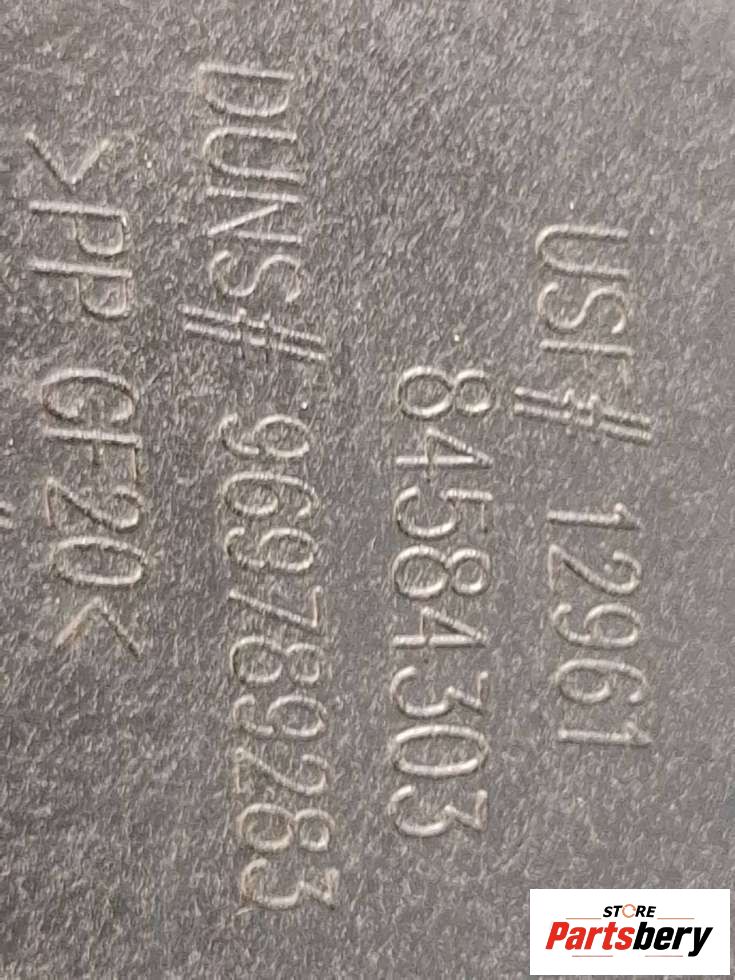 USF# 12961
84584303
DUNS# 969789283
>PP GF20<
STORE
Partsbery